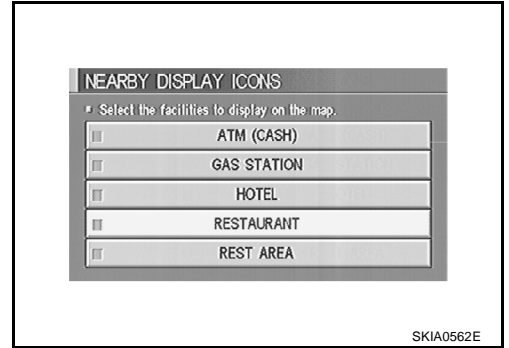 NEARBY DISPLAY ICONS
Select the facilities to display on the map.
ATM (CASH)
GAS STATION
HOTEL
RESTAURANT
REST AREA
SKIA0562E